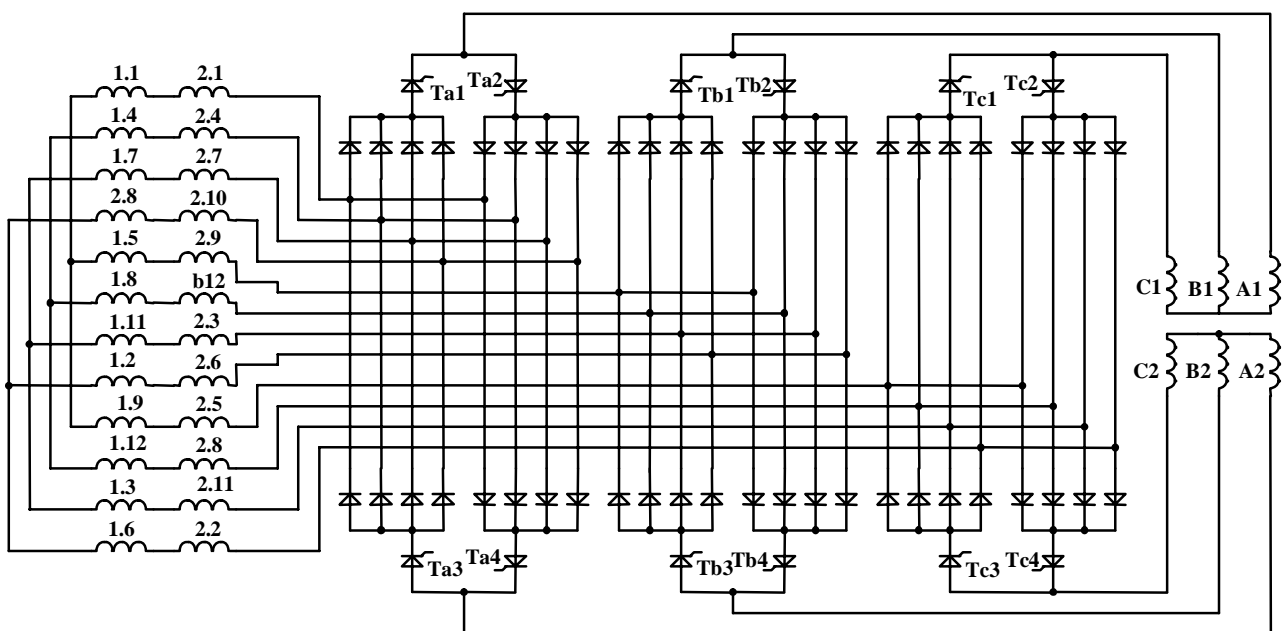 1.1 2.1
1.4 2.4
1.7 2.7
2.8 2.10
1.5 2.9
1.8 b12
1.11 2.3
1.2 2.6
1.9 2.5
1.12 2.8
1.3 2.11
1.6 2.2
Ta1 Ta2 Tb1 Tb2 Tc1 Tc2
C1 B1 A1
C2 B2 A2
Ta3 Ta4 Tb3 Tb4 Tc3 Tc4